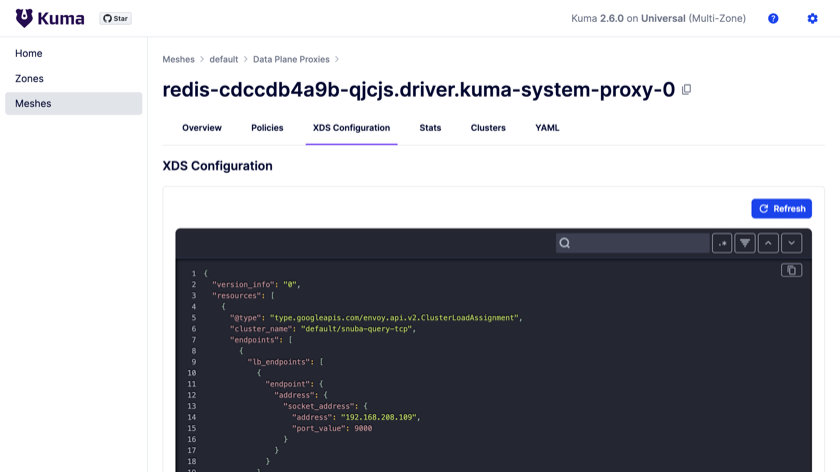 Kuma
Star
Kuma 2.6.0 on Universal (Multi-Zone)
Home
Zones
Meshes
Meshes > default > Data Plane Proxies >
redis-cdccdb4a9b-qjcjs.driver.kuma-system-proxy-0
Overview Policies XDS Configuration Stats Clusters YAML
XDS Configuration
Refresh
.*
1 {
2 "version_info": "0",
3 "resources": [
4 {
5 "@type": "type.googleapis.com/envoy.api.v2.ClusterLoadAssignment",
6 "cluster_name": "default/snuba-query-tcp",
7 "endpoints": [
8 {
9 "lb_endpoints": [
10 {
11 "endpoint": {
12 "address": {
13 "socket_address": {
14 "address": "192.168.208.109",
15 "port_value": 9000
16 }
17 }
18 }